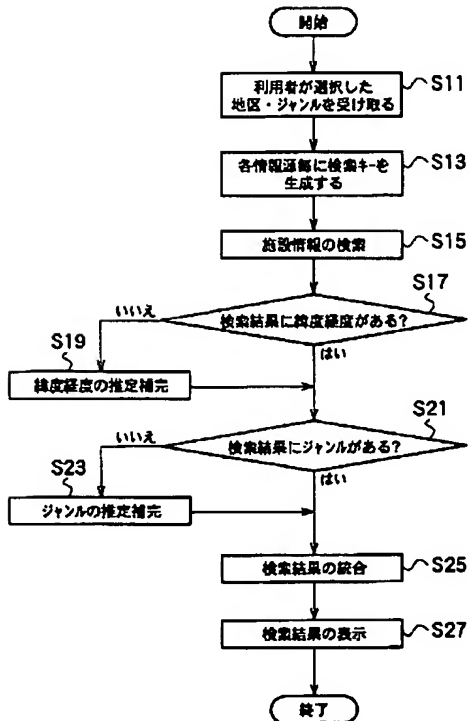 開始
利用者が選択した
地区・ジャンルを受け取る
S11
各情報源毎に検索キーを
生成する
S13
施設情報の検索
S15
S17
検索結果に緯度経度がある?
いいえ
はい
S19
緯度経度の推定補完
S21
検索結果にジャンルがある?
いいえ
はい
S23
ジャンルの推定補完
検索結果の統合
S25
検索結果の表示
S27
終了